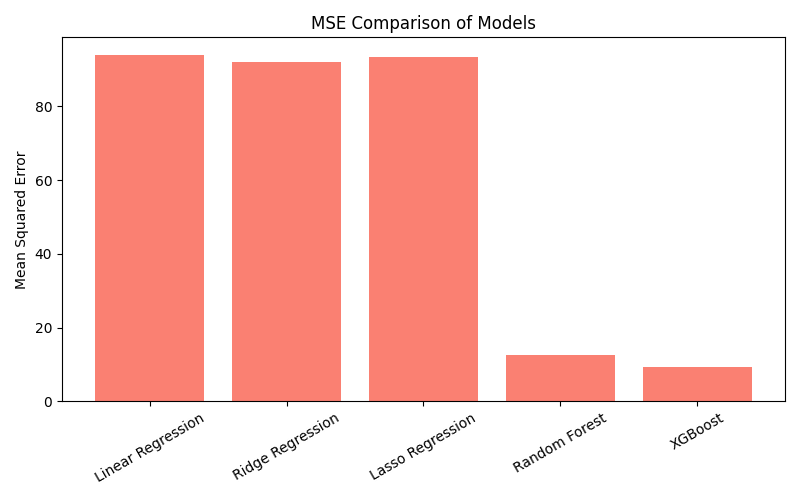 MSE Comparison of Models
Mean Squared Error
80
60
40
20
0
Linear Regression
Ridge Regression
Lasso Regression
Random Forest
XGBoost